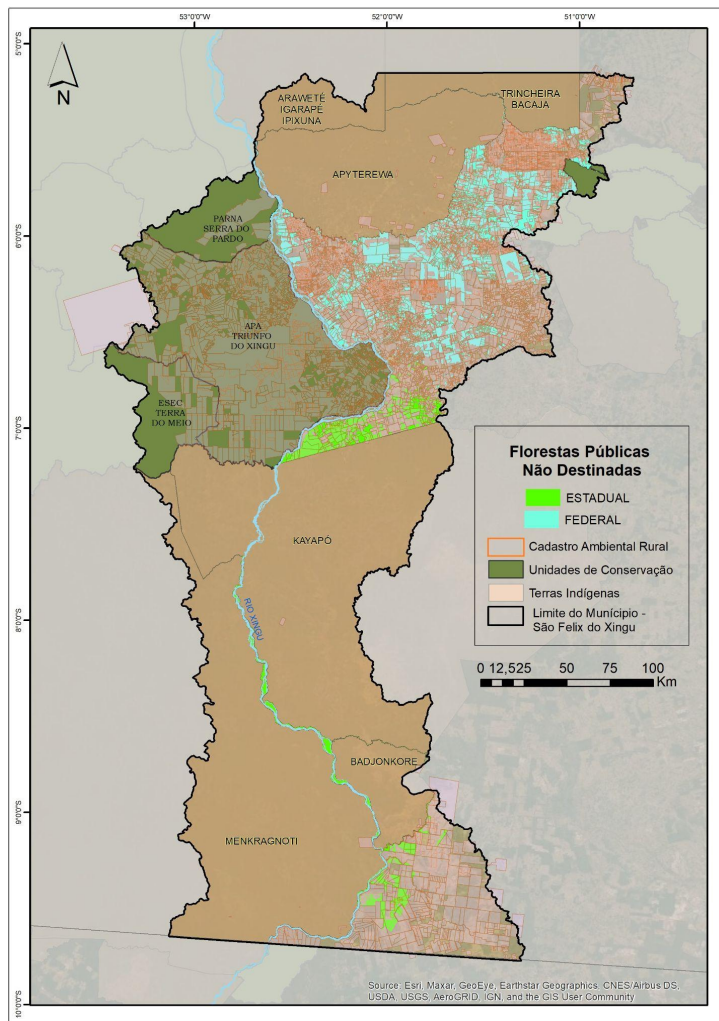 53°0'0"W
52°0'0"W
51°0'0"W
5°0'0"S
6°0'0"S
7°0'0"S
8°0'0"S
9°0'0"S
10°0'0"S
N
ARAWETÉ
IGARAPÉ
IPIXUNA
TRINCHEIRA
BACAJA
APYTEREWA
PARNA
SERRA DO
PARDO
APA
TRIUNFO
DO XINGU
ESEC
TERRA
DO MEIO
KAYAPÓ
RIO XINGU
BADJONKORE
MENKRAGNOTI
Florestas Públicas
Não Destinadas
ESTADUAL
FEDERAL
Cadastro Ambiental Rural
Unidades de Conservação
Terras Indígenas
Limite do Munícipio -
São Felix do Xingu
0 12,525 50 75 100
Km
Source: Esri, Maxar, GeoEye, Earthstar Geographics, CNES/Airbus DS,
USDA, USGS, AeroGRID, IGN, and the GIS User Community